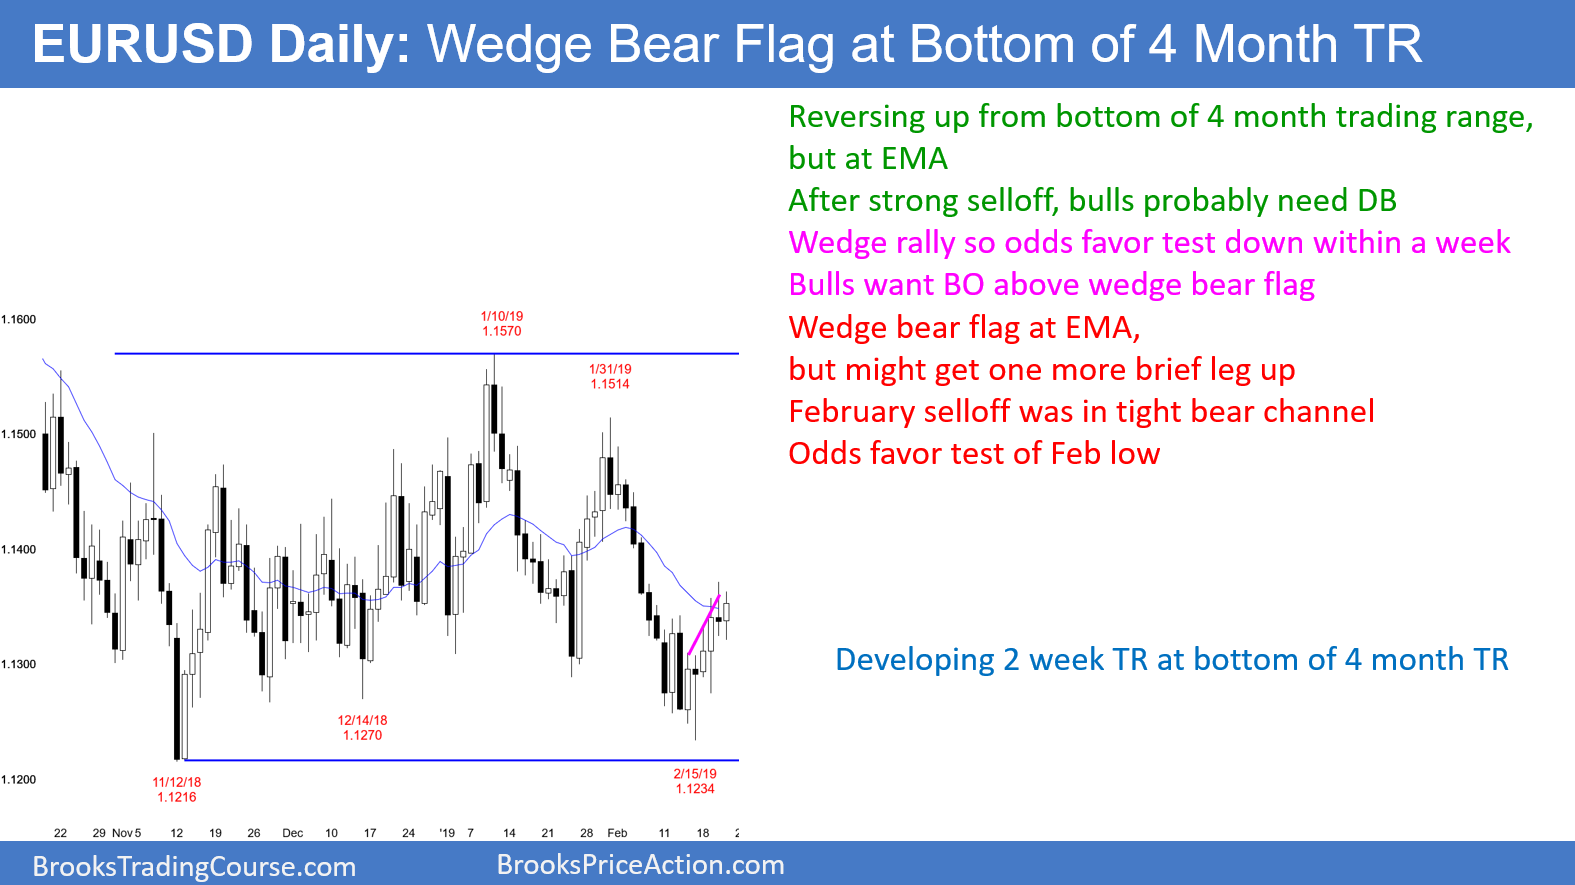 EURUSD Daily: Wedge Bear Flag at Bottom of 4 Month TR
Reversing up from bottom of 4 month trading range,
but at EMA
After strong selloff, bulls probably need DB
Wedge rally so odds favor test down within a week
Bulls want BO above wedge bear flag
Wedge bear flag at EMA,
but might get one more brief leg up
February selloff was in tight bear channel
Odds favor test of Feb low
Developing 2 week TR at bottom of 4 month TR
1.1600
1.1500
1.1400
1.1300
1.1200
1/10/19
1.1570
1/31/19
1.1514
12/14/18
1.1270
11/12/18
1.1216
2/15/19
1.1234
22 29 Nov 5 12 19 26 Dec 10 17 24 '19 7 14 21 28 Feb 11 18
BrooksTradingCourse.com
BrooksPriceAction.com